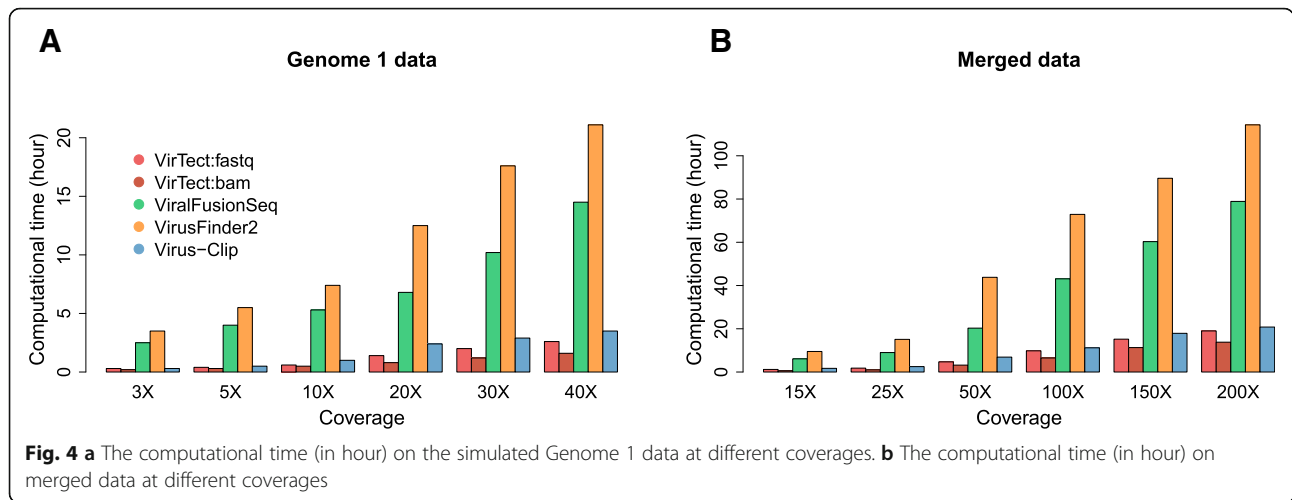 A
Genome 1 data
Computational time (hour)
20
15
10
5
0
VirTect:fastq
VirTect:bam
ViralFusionSeq
VirusFinder2
Virus−Clip
3X 5X 10X 20X 30X 40X
Coverage
B
Merged data
Computational time (hour)
100
80
60
40
20
0
15X 25X 50X 100X 150X 200X
Coverage
Fig. 4 a The computational time (in hour) on the simulated Genome 1 data at different coverages. b The computational time (in hour) on
merged data at different coverages